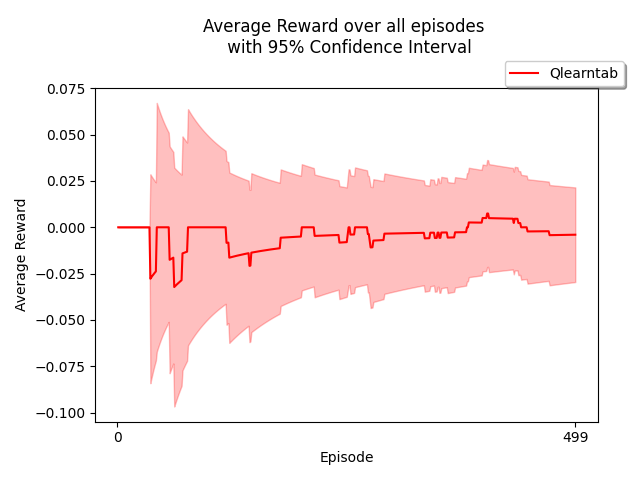 Average Reward over all episodes
with 95% Confidence Interval
Qlearntab
0.075
0.050
0.025
0.000
−0.025
−0.050
−0.075
−0.100
Average Reward
0
499
Episode